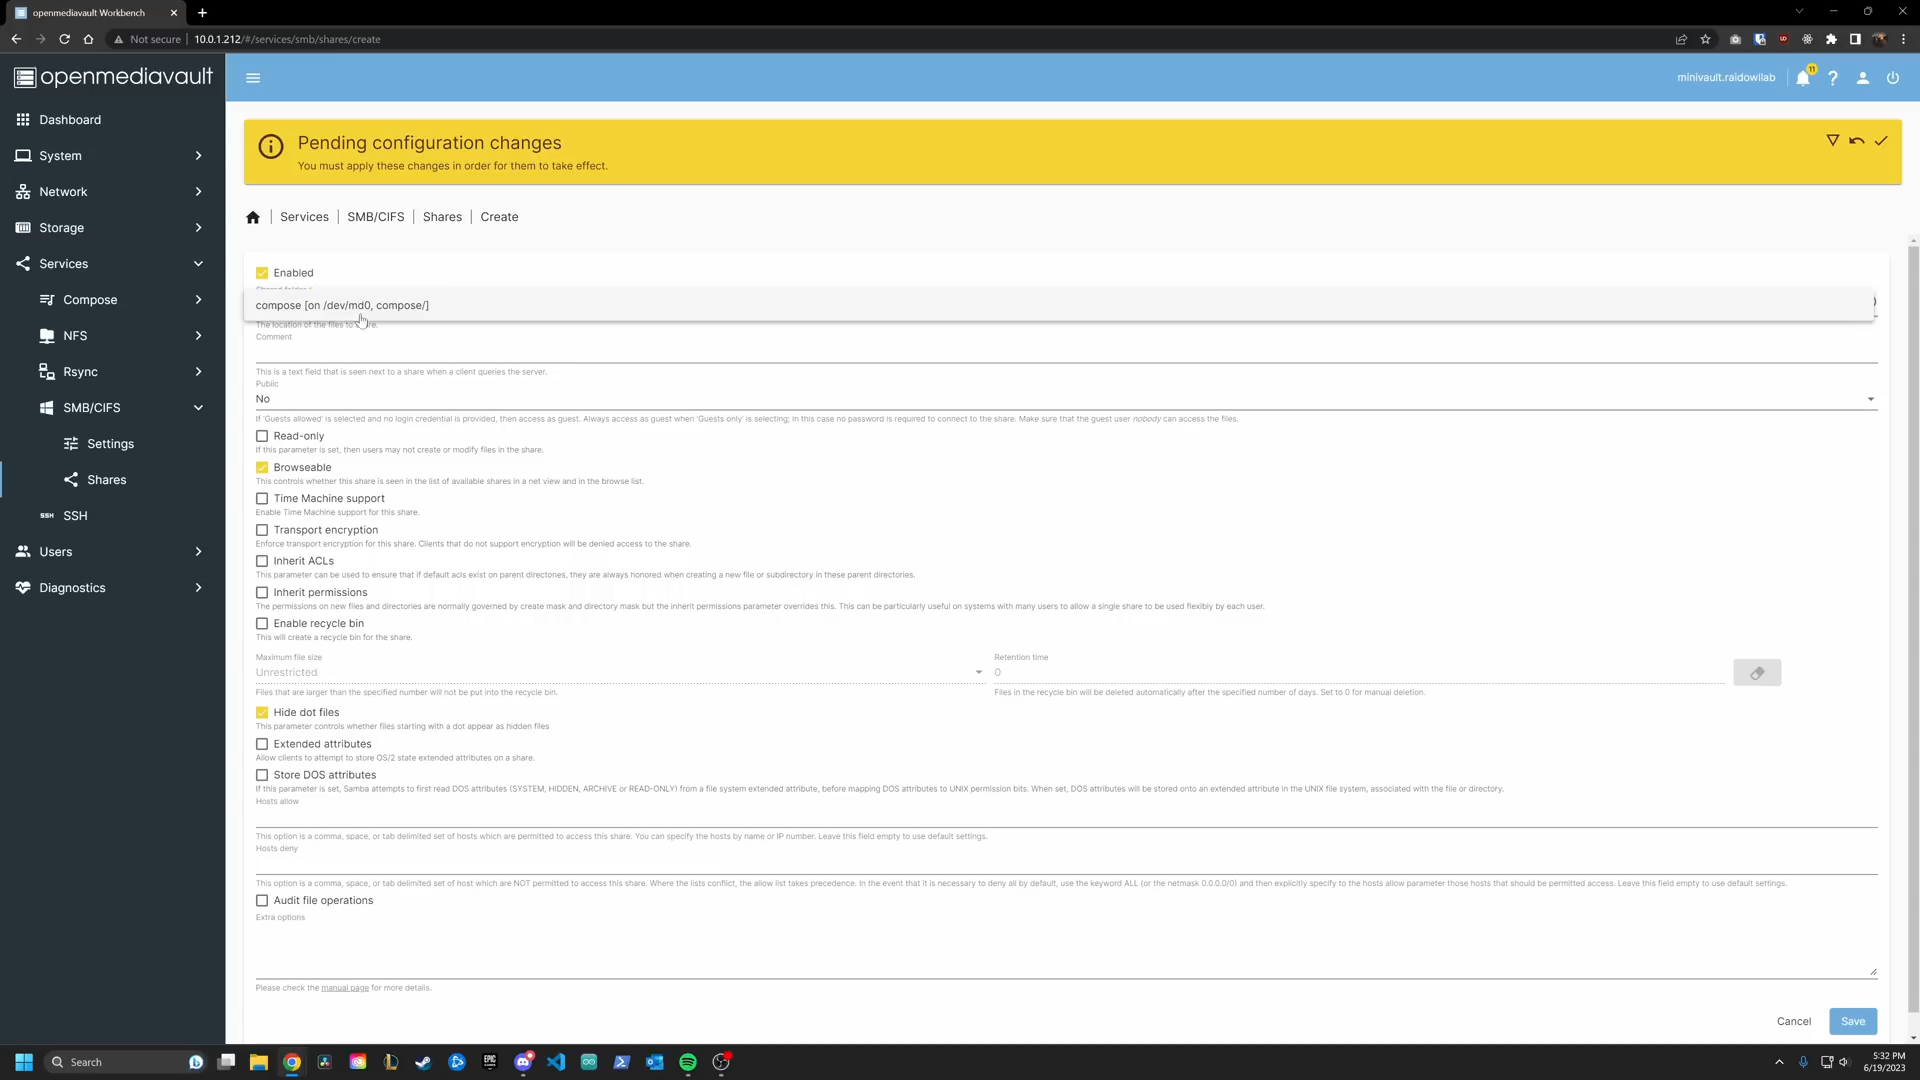 openmediavault Workbench
Not secure
10.0.1.212/#/services/smb/shares/create
openmediavault
minivault.raidowllab
11
Dashboard
System
Network
Storage
Services
Compose
NFS
Rsync
SMB/CIFS
Settings
Shares
SSH
SSH
Users
Diagnostics
Pending configuration changes
You must apply these changes in order for them to take effect.
Services | SMB/CIFS | Shares | Create
Enabled
Shared folder *
compose [on /dev/md0, compose/]
The location of the files to share.
Comment
This is a text field that is seen next to a share when a client queries the server.
Public
No
If 'Guests allowed' is selected and no login credential is provided, then access as guest. Always access as guest when 'Guests only' is selecting; in this case no password is required to connect to the share. Make sure that the guest user nobody can access the files.
Read-only
If this parameter is set, then users may not create or modify files in the share.
Browseable
This controls whether this share is seen in the list of available shares in a net view and in the browse list.
Time Machine support
Enable Time Machine support for this share.
Transport encryption
Enforce transport encryption for this share. Clients that do not support encryption will be denied access to the share.
Inherit ACLs
This parameter can be used to ensure that if default acls exist on parent directories, they are always honored when creating a new file or subdirectory in these parent directories.
Inherit permissions
The permissions on new files and directories are normally governed by create mask and directory mask but the inherit permissions parameter overrides this. This can be particularly useful on systems with many users to allow a single share to be used flexibly by each user.
Enable recycle bin
This will create a recycle bin for the share.
Maximum file size
Unrestricted
Files that are larger than the specified number will not be put into the recycle bin.
Retention time
0
Files in the recycle bin will be deleted automatically after the specified number of days. Set to 0 for manual deletion.
Hide dot files
This parameter controls whether files starting with a dot appear as hidden files
Extended attributes
Allow clients to attempt to store OS/2 state extended attributes on a share.
Store DOS attributes
If this parameter is set, Samba attempts to first read DOS attributes (SYSTEM, HIDDEN, ARCHIVE or READ-ONLY) from a file system extended attribute, before mapping DOS attributes to UNIX permission bits. When set, DOS attributes will be stored onto an extended attribute in the UNIX file system, associated with the file or directory.
Hosts allow
This option is a comma, space, or tab delimited set of hosts which are permitted to access this share. You can specify the hosts by name or IP number. Leave this field empty to use default settings.
Hosts deny
This option is a comma, space, or tab delimited set of host which are NOT permitted to access this share. Where the lists conflict, the allow list takes precedence. In the event that it is necessary to deny all by default, use the keyword ALL (or the netmask 0.0.0.0/0) and then explicitly specify to the hosts allow parameter those hosts that should be permitted access. Leave this field empty to use default settings.
Audit file operations
Extra options
Please check the manual page for more details.
Cancel
Save
Search
EPIC
5:32 PM
6/19/2023